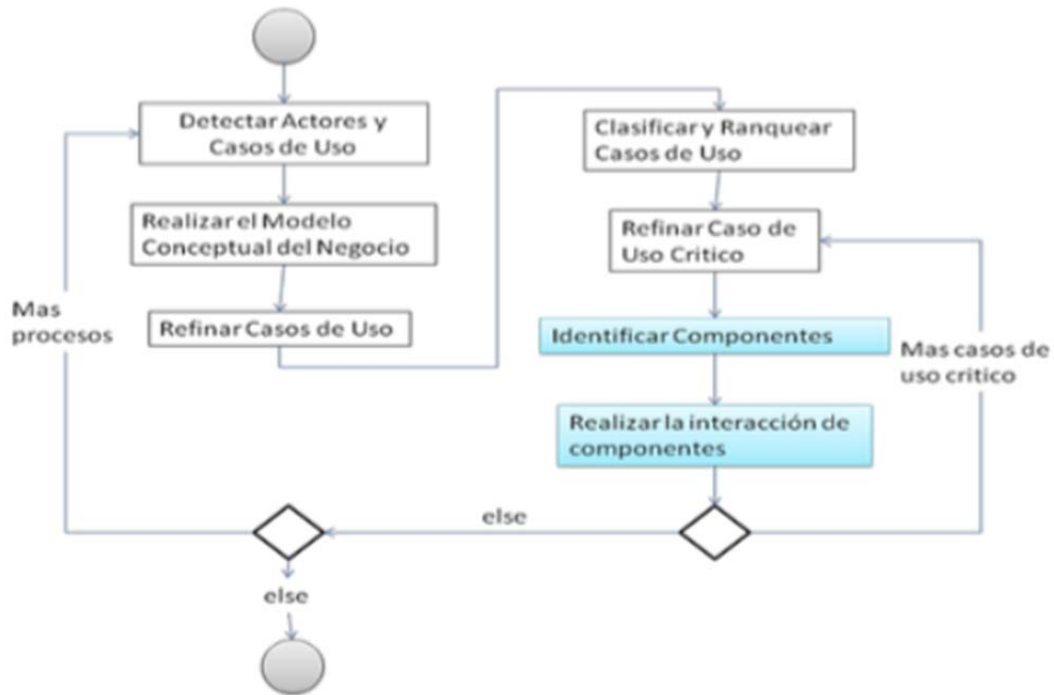 Detectar Actores y
Casos de Uso
Realizar el Modelo
Conceptual del Negocio
Refinar Casos de Uso
Mas
procesos
Clasificar y Ranquear
Casos de Uso
Refinar Caso de
Uso Critico
Identificar Componentes
Realizar la interacción de
componentes
Mas casos de
uso critico
else
else